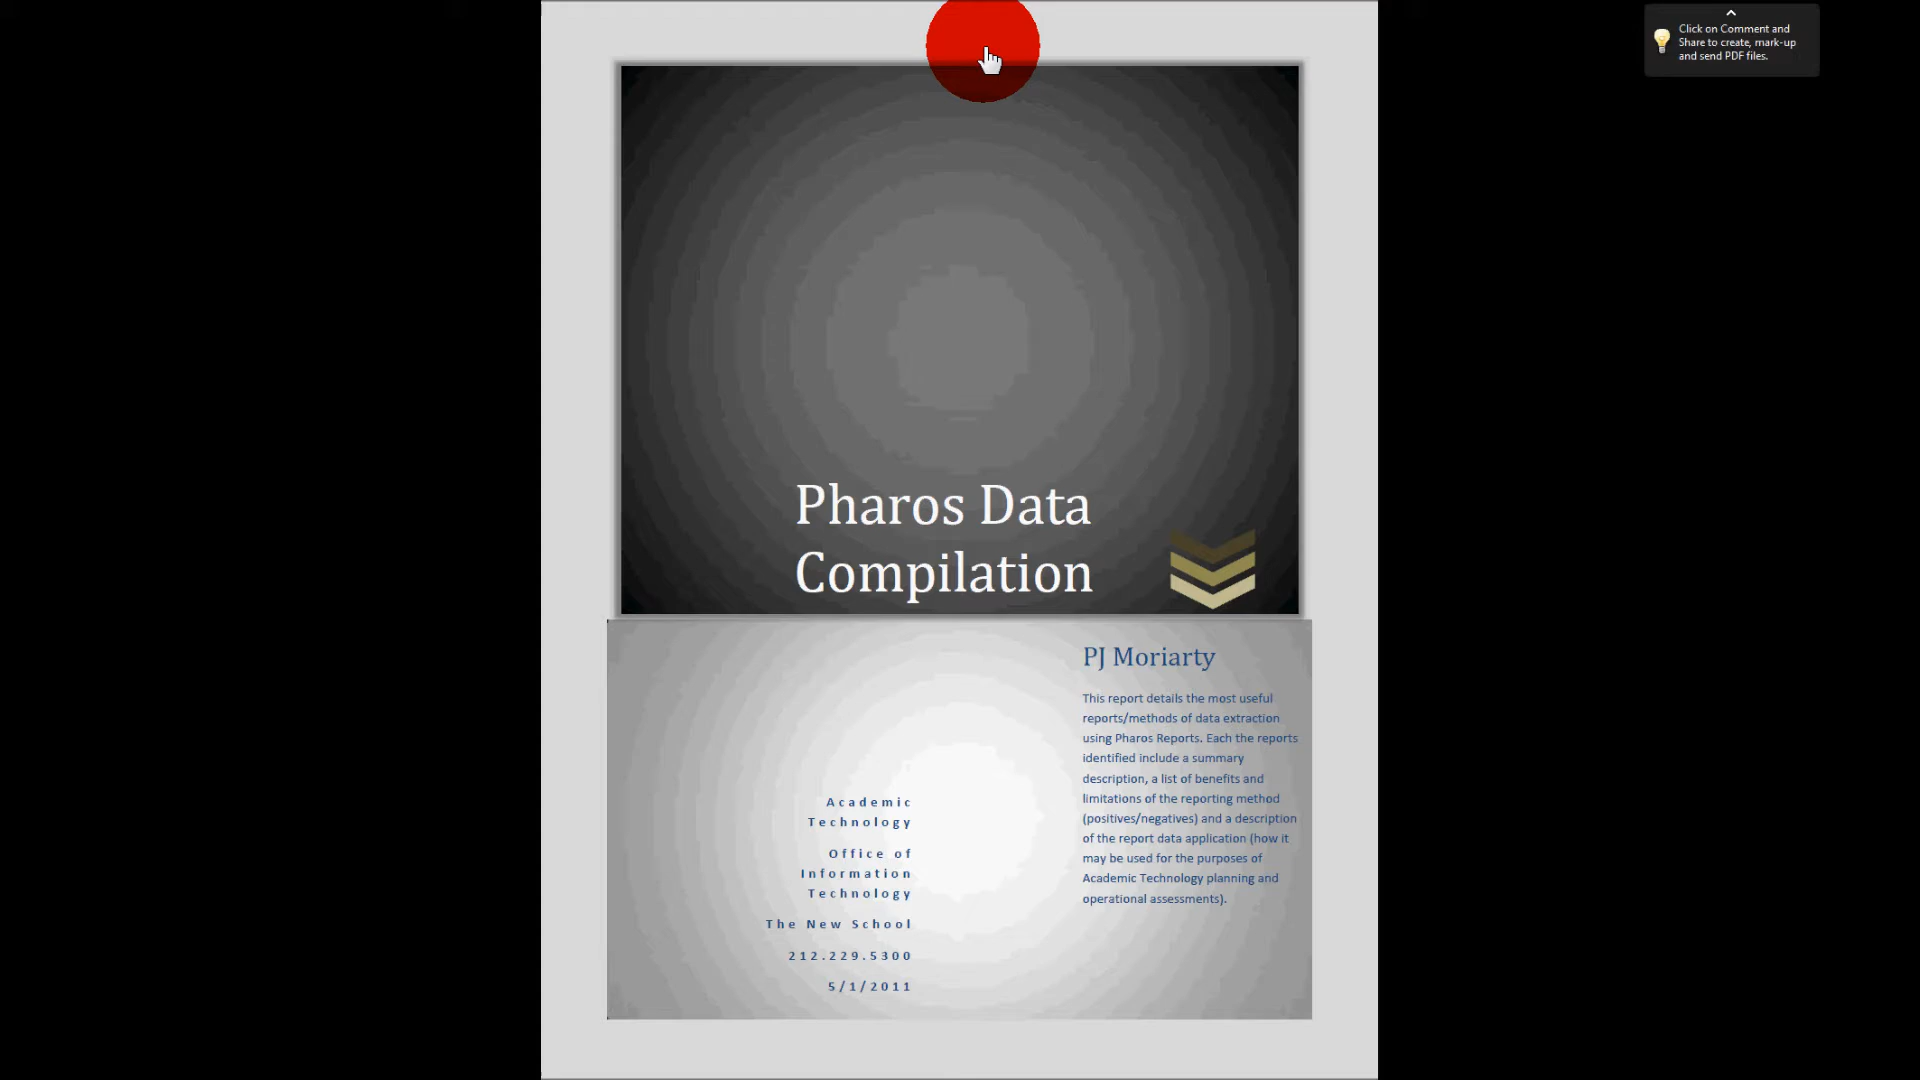 Click on Comment and
Share to create, mark-up
and send PDF files.
Pharos Data
Compilation
PJ Moriarty
This report details the most useful
reports/methods of data extraction
using Pharos Reports. Each the reports
identified include a summary
description, a list of benefits and
limitations of the reporting method
(positives/negatives) and a description
of the report data application (how it
may be used for the purposes of
Academic Technology planning and
operational assessments).
Academic
Technology
Office of
Information
Technology
The New School
212.229.5300
5/1/2011